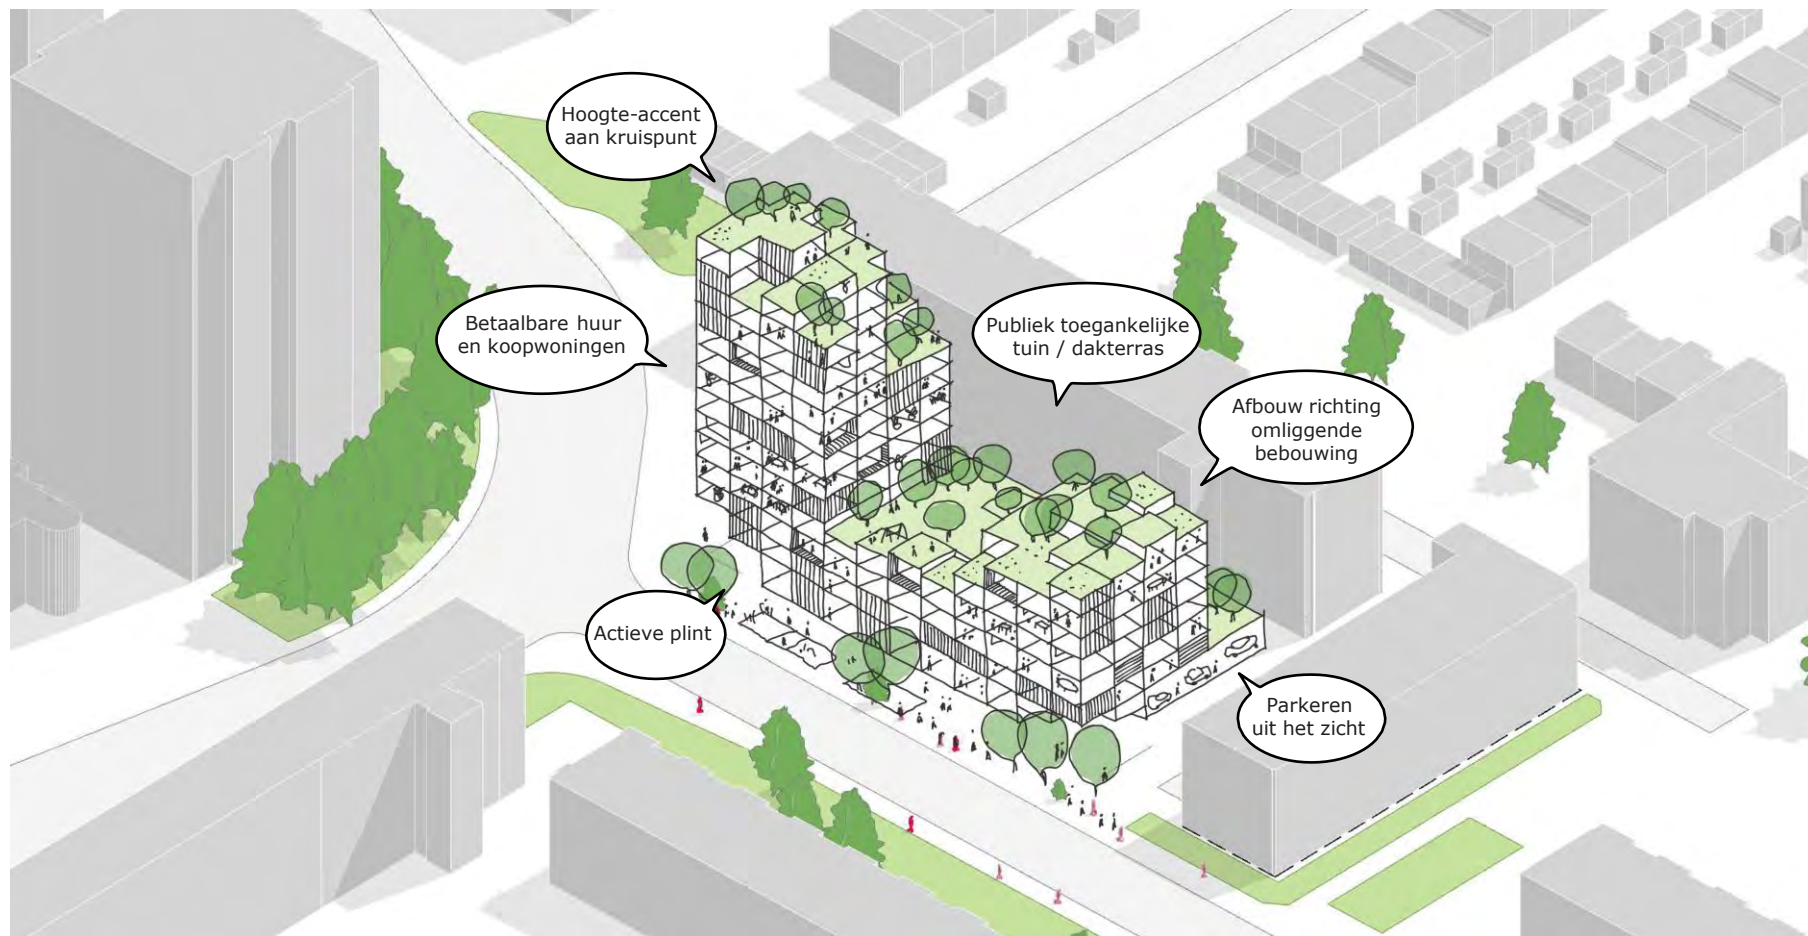 Hoogte-accent
aan kruispunt
Betaalbare huur
en koopwoningen
Publiek toegankelijke
tuin / dakterras
Afbouw richting
omliggende
bebouwing
Actieve plint
Parkeren
uit het zicht